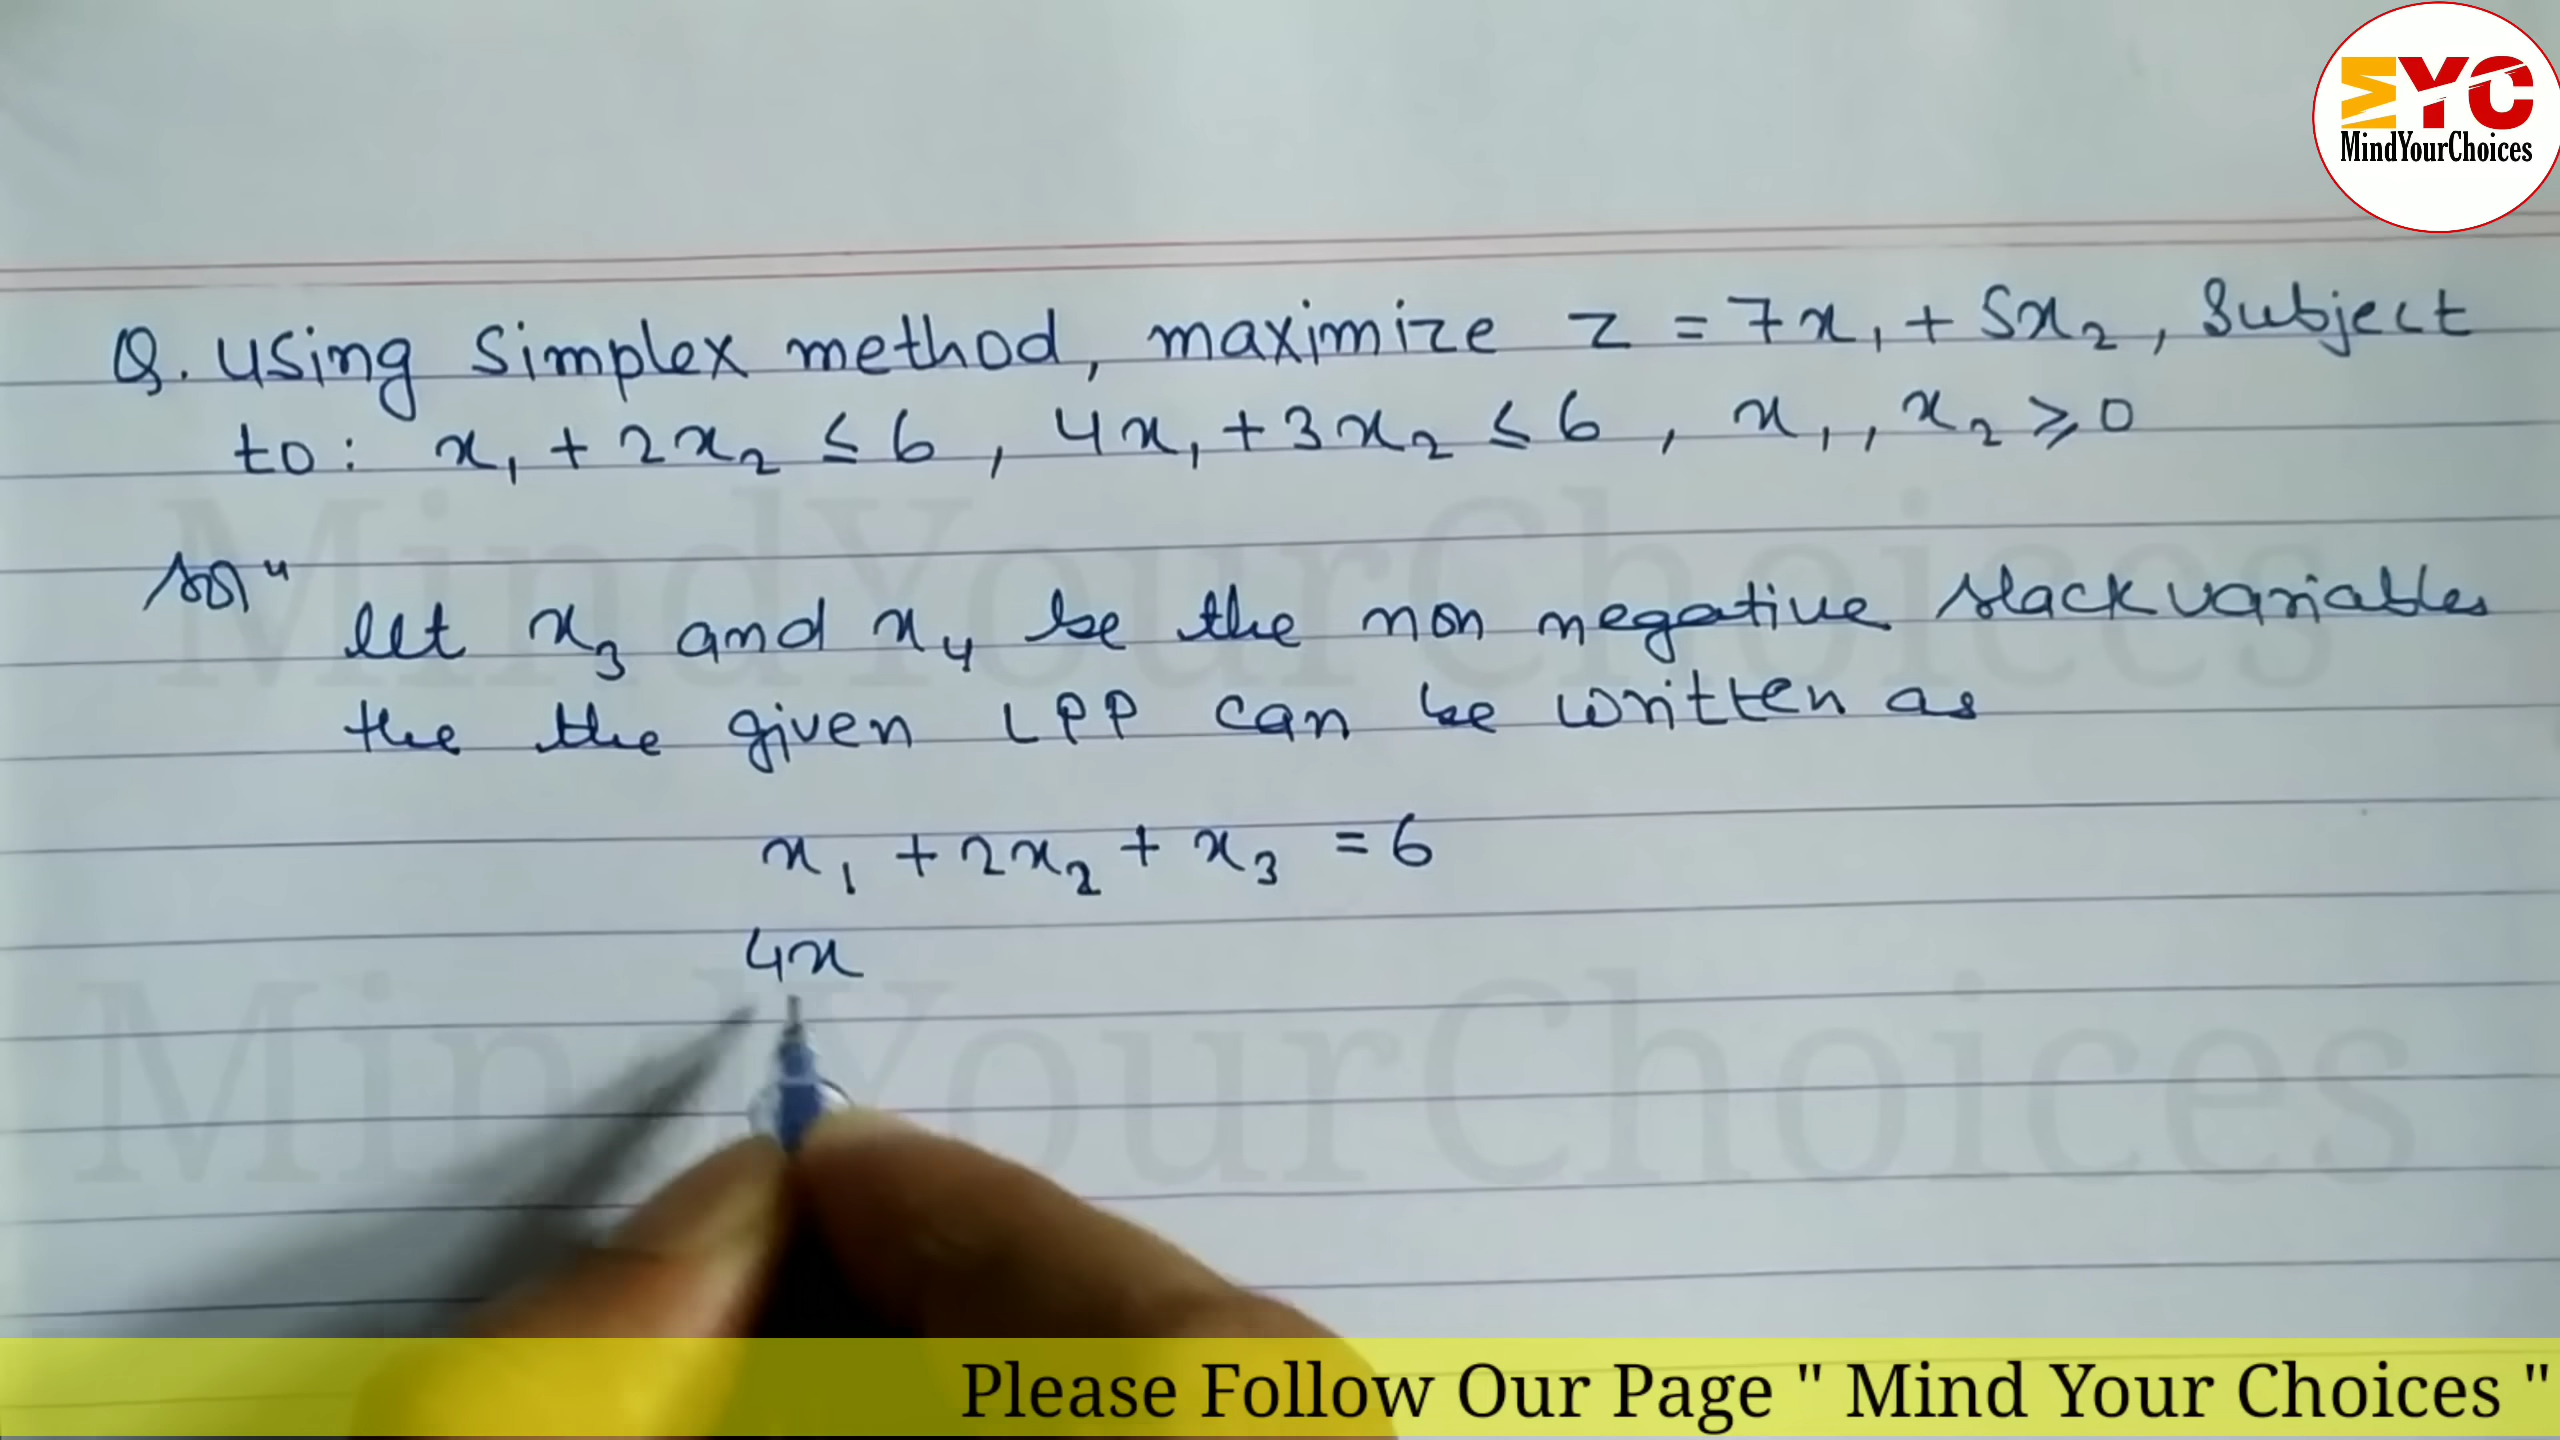 MYC
MindYourChoices
Q. Using Simplex method, maximize z = 7x₁ + 5x₂, Subject
to: x₁ + 2x₂ ≤ 6, 4x₁ + 3x₂ ≤ 6, x₁, x₂ ≥ 0
MindYourChoices
Solⁿ
let x₃ and x₄ be the non negative slack variables
the the given LPP can be written as
x₁ + 2x₂ + x₃ = 6
4x
MindYourChoices
Please Follow Our Page " Mind Your Choices "